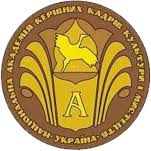 НАЦІОНАЛЬНА АКАДЕМІЯ КЕРІВНИХ КАДРІВ КУЛЬТУРИ І МИСТЕЦТВ
УКРАЇНА
А